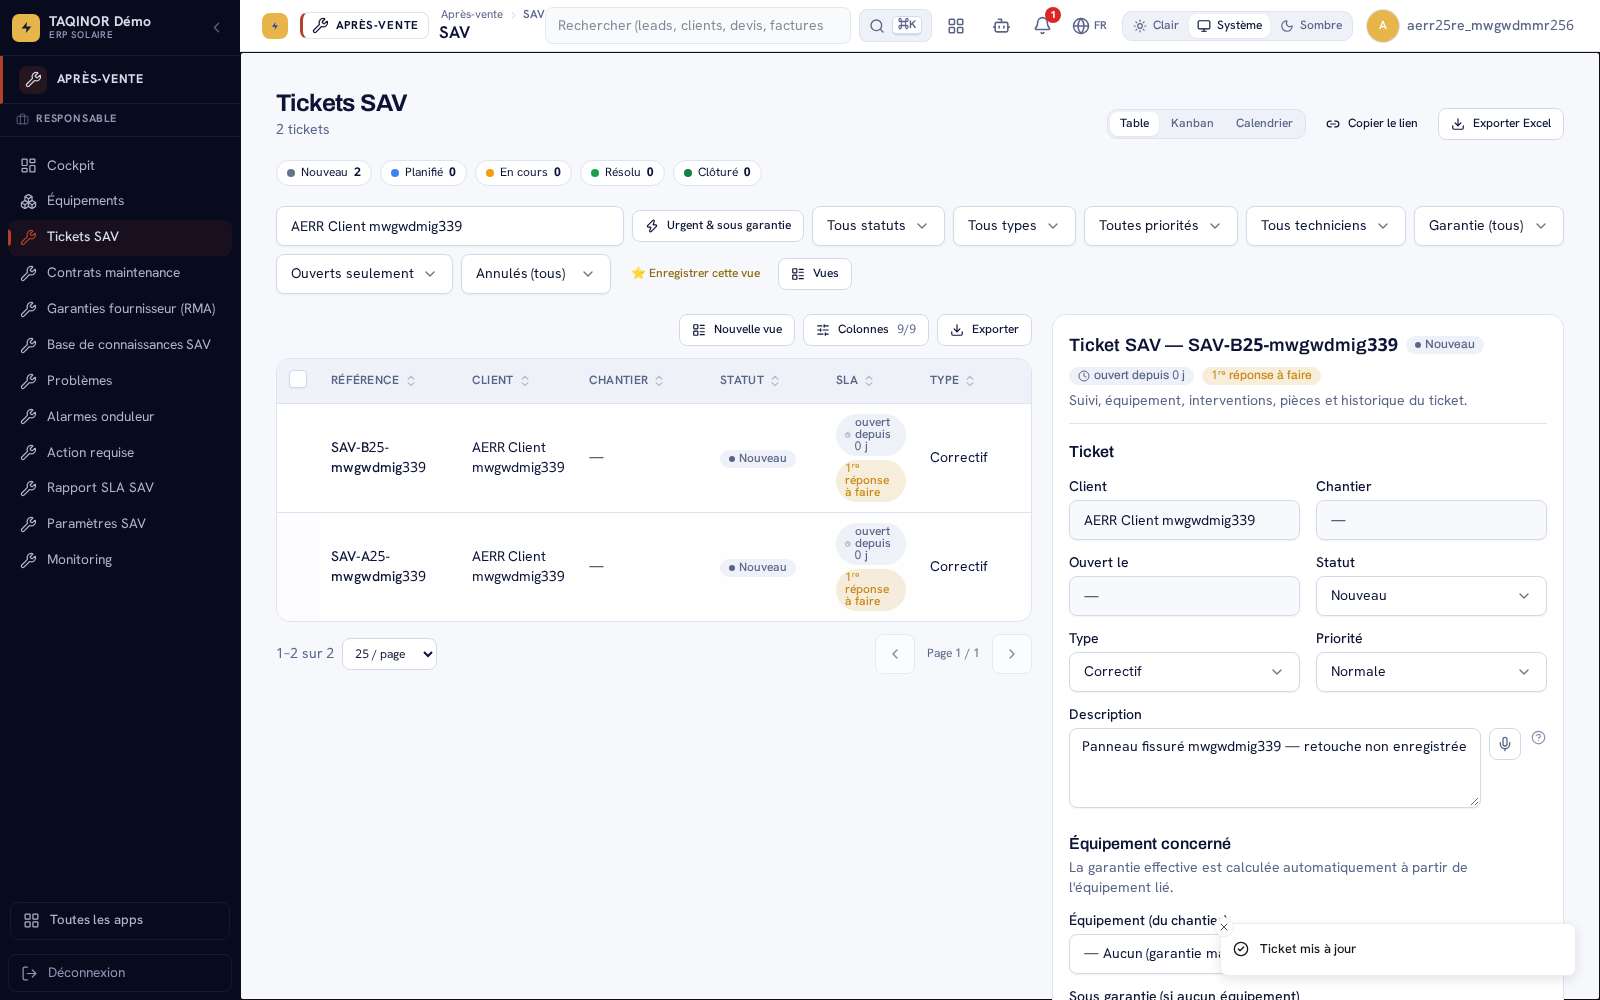 TAQINOR Démo
ERP SOLAIRE
APRÈS-VENTE
RESPONSABLE
Cockpit
Équipements
Tickets SAV
Contrats maintenance
Garanties fournisseur (RMA)
Base de connaissances SAV
Problèmes
Alarmes onduleur
Action requise
Rapport SLA SAV
Paramètres SAV
Monitoring
Toutes les apps
Déconnexion
APRÈS-VENTE
Après-vente > SAV
SAV
Rechercher (leads, clients, devis, factures
⌘K
1
FR
Clair
Système
Sombre
A
aerr25re_mwgwdmmr256
Tickets SAV
2 tickets
Table
Kanban
Calendrier
Copier le lien
Exporter Excel
Nouveau 2
Planifié 0
En cours 0
Résolu 0
Clôturé 0
AERR Client mwgwdmig339
Urgent & sous garantie
Tous statuts
Tous types
Toutes priorités
Tous techniciens
Garantie (tous)
Ouverts seulement
Annulés (tous)
⭐ Enregistrer cette vue
Vues
Nouvelle vue
Colonnes 9/9
Exporter
RÉFÉRENCE
CLIENT
CHANTIER
STATUT
SLA
TYPE
SAV-B25-
mwgwdmig339
AERR Client
mwgwdmig339
—
Nouveau
ouvert
depuis
0 j
1ʳᵉ
réponse
à faire
Correctif
SAV-A25-
mwgwdmig339
AERR Client
mwgwdmig339
—
Nouveau
ouvert
depuis
0 j
1ʳᵉ
réponse
à faire
Correctif
1–2 sur 2
25 / page
Page 1 / 1
Ticket SAV — SAV-B25-mwgwdmig339
Nouveau
ouvert depuis 0 j
1ʳᵉ réponse à faire
Suivi, équipement, interventions, pièces et historique du ticket.
Ticket
Client
Chantier
AERR Client mwgwdmig339
—
Ouvert le
Statut
—
Nouveau
Type
Priorité
Correctif
Normale
Description
Panneau fissuré mwgwdmig339 — retouche non enregistrée
Équipement concerné
La garantie effective est calculée automatiquement à partir de
l'équipement lié.
Équipement (du chantier)
— Aucun (garantie ma
Ticket mis à jour
Sous garantie (si aucun équipement)